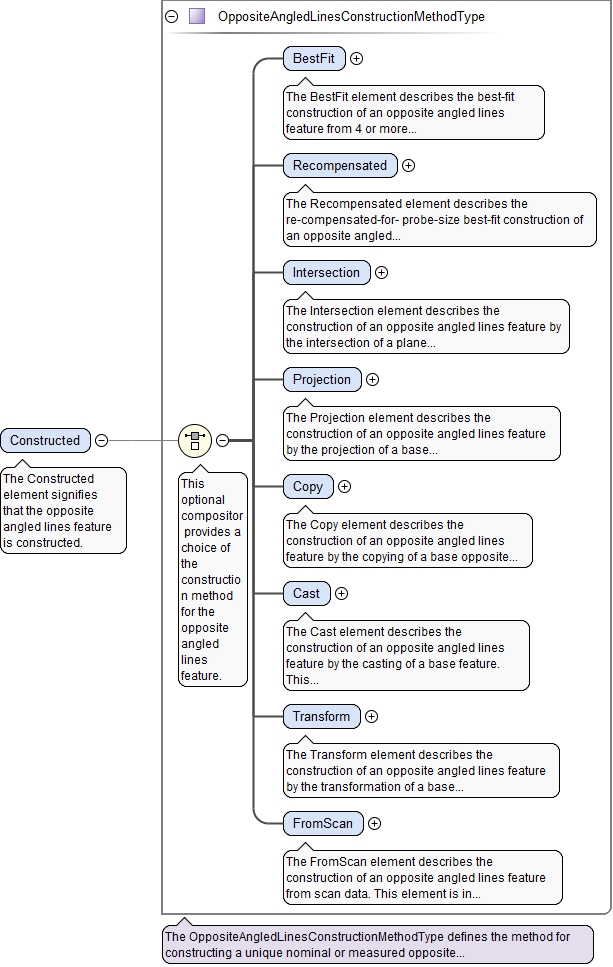 OppositeAngledLinesConstructionMethodType
BestFit
The BestFit element describes the best-fit
construction of an opposite angled lines
feature from 4 or more...
Recompensated
The Recompensated element describes the
re-compensated-for- probe-size best-fit construction of
an opposite angled...
Intersection
The Intersection element describes the
construction of an opposite angled lines feature by
the intersection of a plane...
Projection
The Projection element describes the
construction of an opposite angled lines feature
by the projection of a base...
Constructed
The Constructed
element signifies
that the opposite
angled lines feature
is constructed.
This
optional
compositor
provides a
choice of
the
constructio
n method
for the
opposite
angled
lines
feature.
Copy
The Copy element describes the
construction of an opposite angled lines
feature by the copying of a base opposite...
Cast
The Cast element describes the
construction of an opposite angled lines
feature by the casting of a base feature.
This...
Transform
The Transform element describes the
construction of an opposite angled lines feature
by the transformation of a base...
FromScan
The FromScan element describes the
construction of an opposite angled lines feature
from scan data. This element is in...
The OppositeAngledLinesConstructionMethodType defines the method for
constructing a unique nominal or measured opposite...